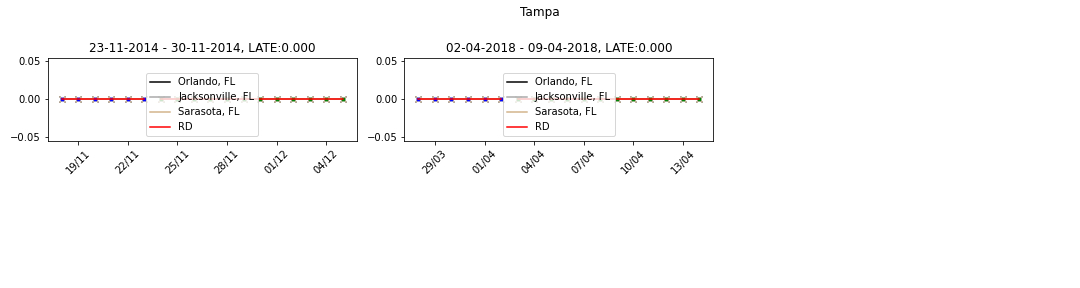 Tampa
23-11-2014 - 30-11-2014, LATE:0.000
0.05
0.00
−0.05
Orlando, FL
Jacksonville, FL
Sarasota, FL
RD
19/11
22/11
25/11
28/11
01/12
04/12
02-04-2018 - 09-04-2018, LATE:0.000
0.05
0.00
−0.05
Orlando, FL
Jacksonville, FL
Sarasota, FL
RD
29/03
01/04
04/04
07/04
10/04
13/04